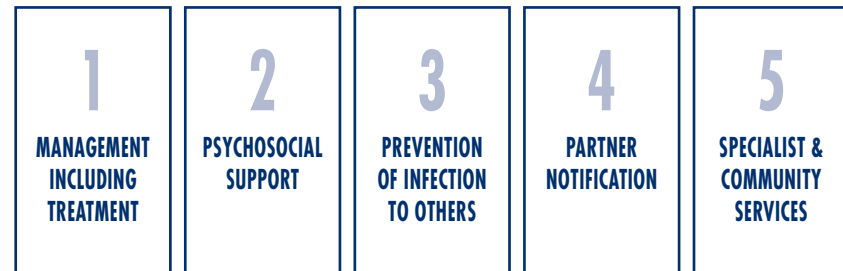 1
MANAGEMENT
INCLUDING
TREATMENT
2
PSYCHOSOCIAL
SUPPORT
3
PREVENTION
OF INFECTION
TO OTHERS
4
PARTNER
NOTIFICATION
5
SPECIALIST &
COMMUNITY
SERVICES